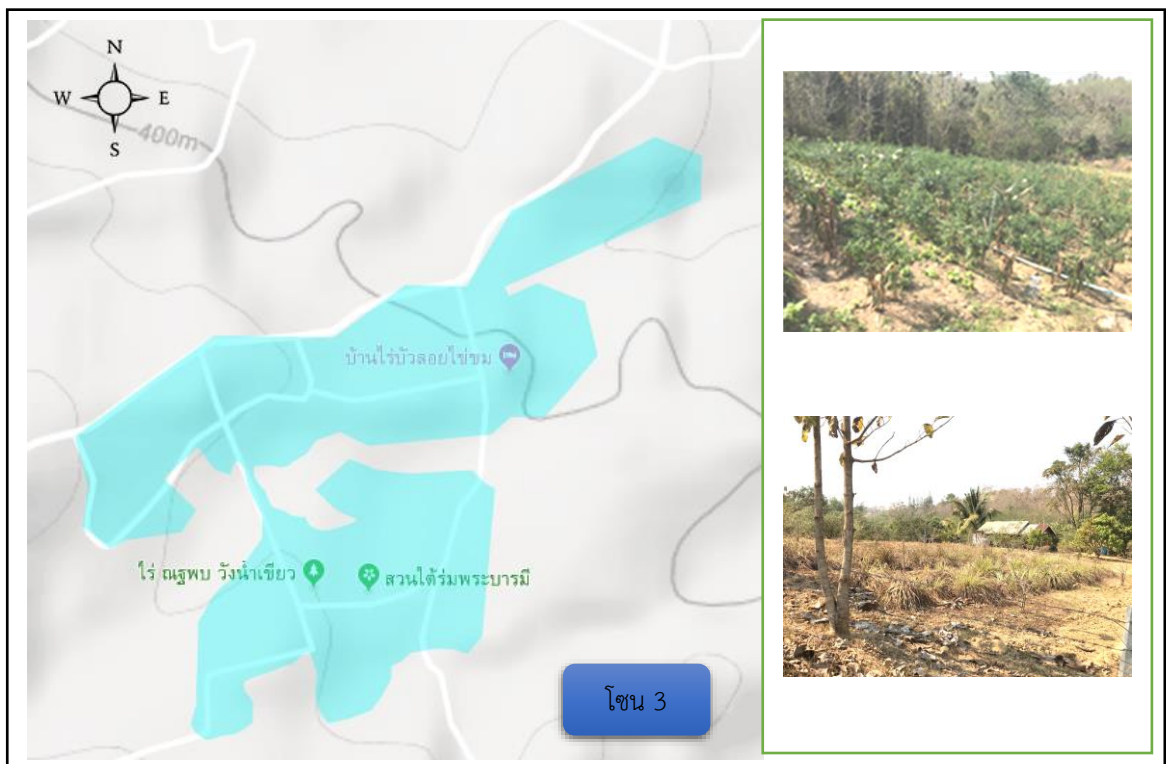 N
W E
S
400m
บ้านไร่บัวลอยไข่ชม
ไร่ ณฐพบ วังน้ำเขียว
สวนใต้ร่มพระบารมี
โซน 3